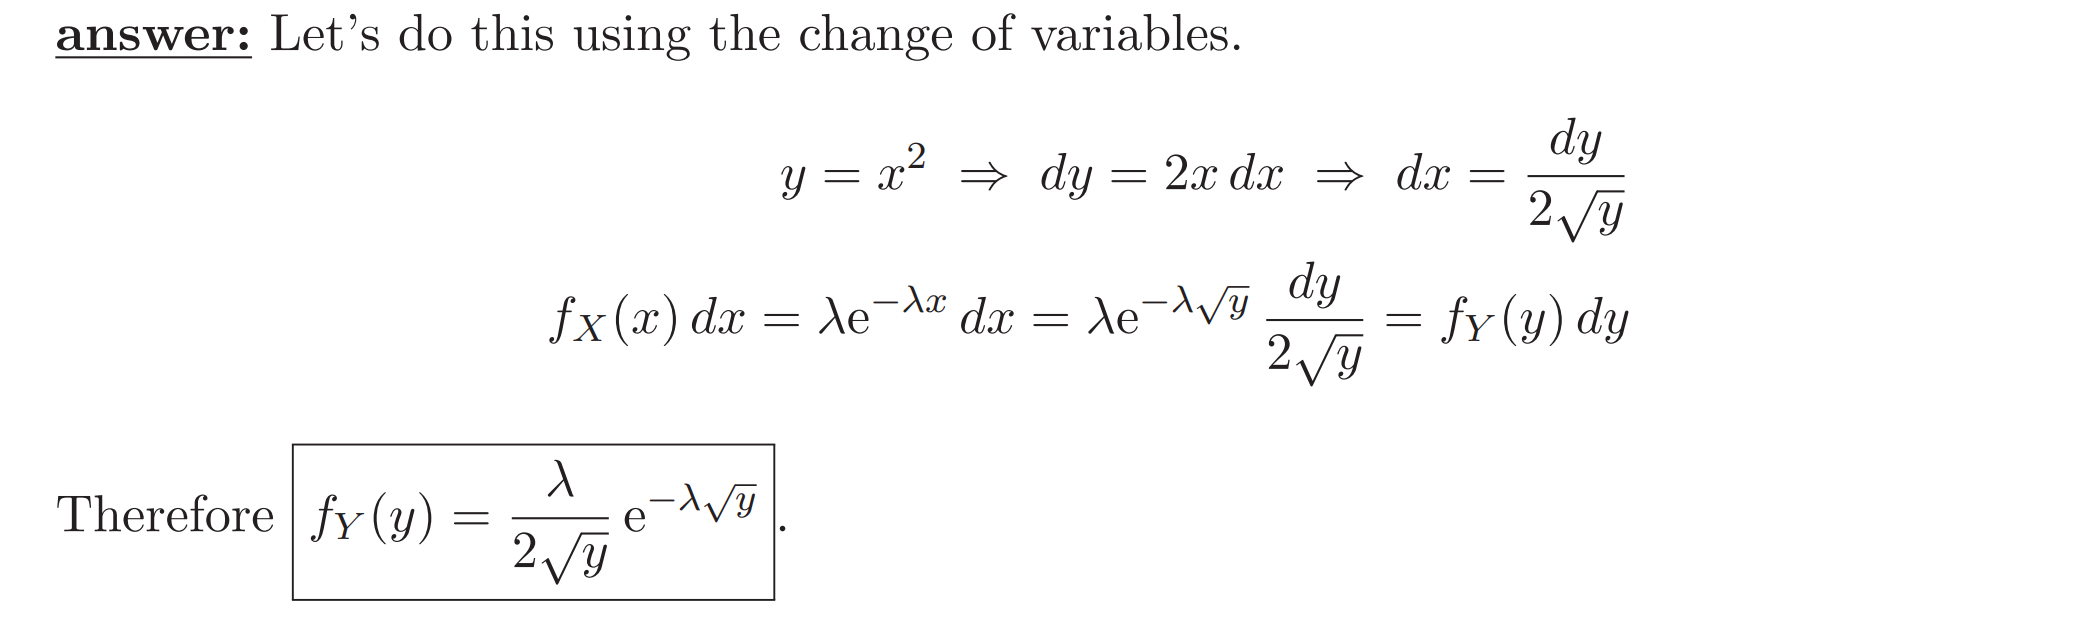 answer: Let's do this using the change of variables.
y = x² ⇒ dy = 2x dx ⇒ dx = dy / 2√y
f_X(x) dx = λe^{−λx} dx = λe^{−λ√y} dy / 2√y = f_Y(y) dy
Therefore f_Y(y) = λ / 2√y e^{−λ√y}.